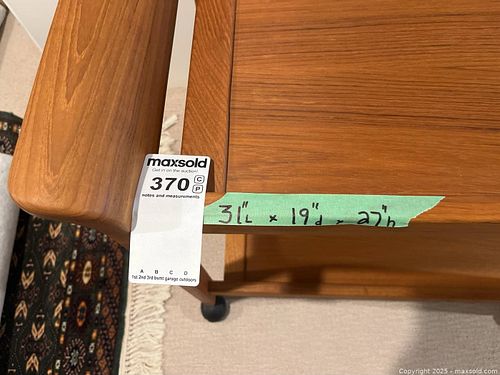 maxsold
Get in on the auction!
370 C P
notes and measurements
31"L x 19"d x 27"h
A B C D
1st 2nd 3rd bsmt garage outdoors
Copyright © 2025 - maxsold.com